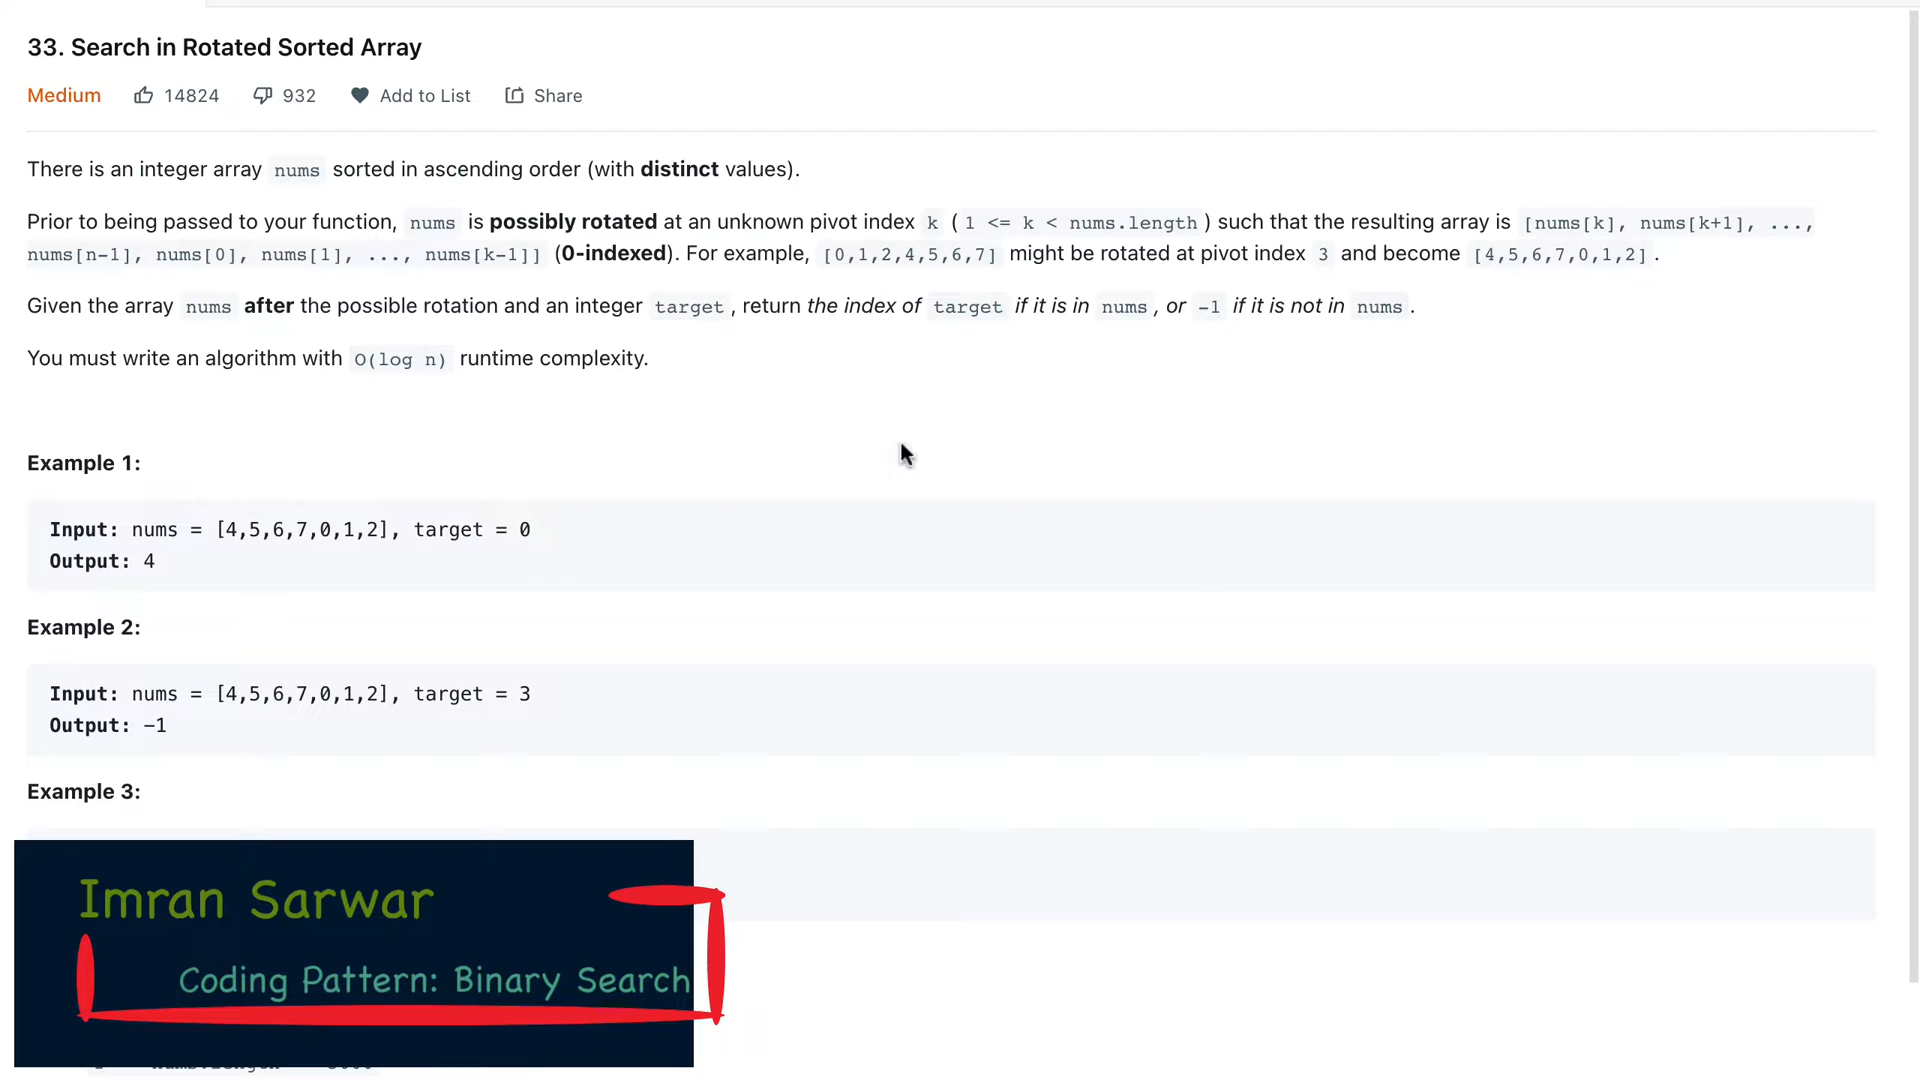 33. Search in Rotated Sorted Array
Medium 14824 932 Add to List Share
There is an integer array nums sorted in ascending order (with distinct values).
Prior to being passed to your function, nums is possibly rotated at an unknown pivot index k ( 1 <= k < nums.length ) such that the resulting array is [nums[k], nums[k+1], ...,
nums[n-1], nums[0], nums[1], ..., nums[k-1]] (0-indexed). For example, [0,1,2,4,5,6,7] might be rotated at pivot index 3 and become [4,5,6,7,0,1,2] .
Given the array nums after the possible rotation and an integer target , return the index of target if it is in nums , or -1 if it is not in nums .
You must write an algorithm with O(log n) runtime complexity.
Example 1:
Input: nums = [4,5,6,7,0,1,2], target = 0
Output: 4
Example 2:
Input: nums = [4,5,6,7,0,1,2], target = 3
Output: -1
Example 3:
Imran Sarwar
Coding Pattern: Binary Search